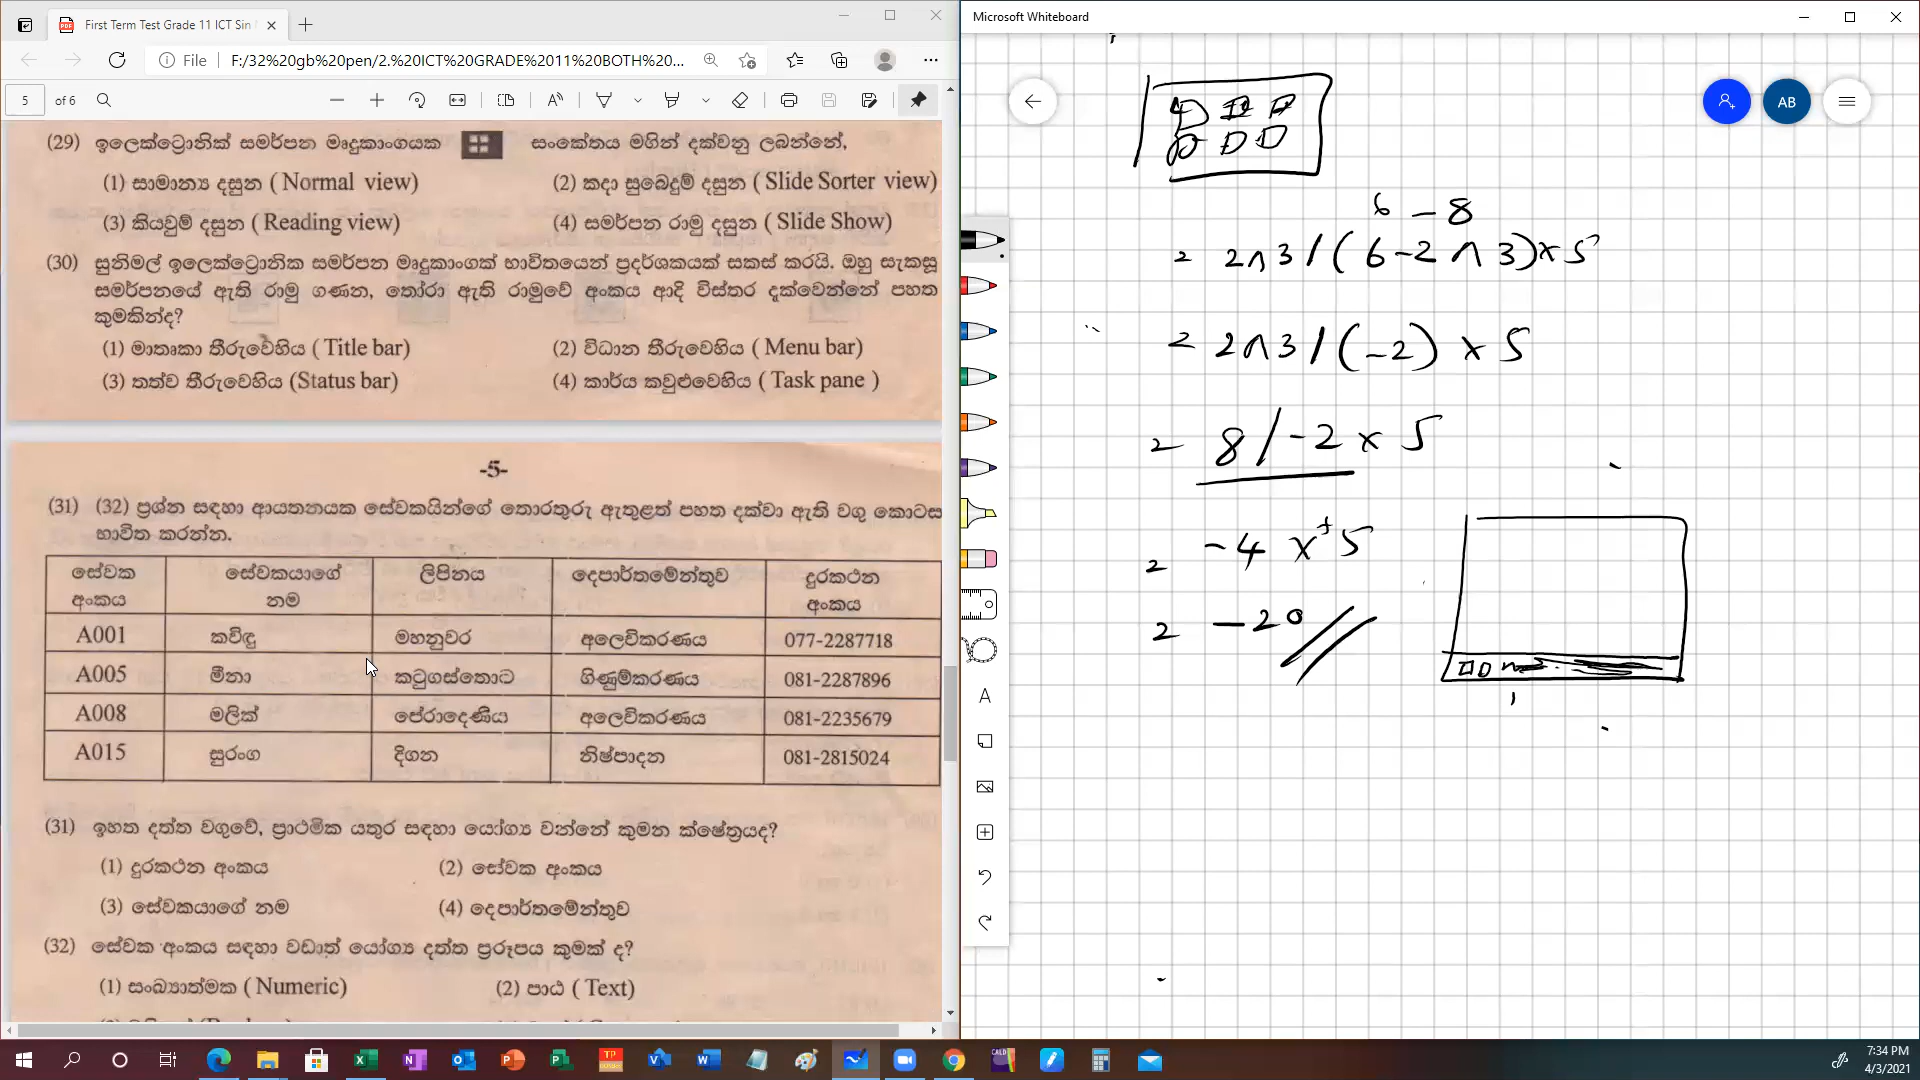 First Term Test Grade 11 ICT Sin
Microsoft Whiteboard
File
F:/32%20gb%20pen/2.%20ICT%20GRADE%2011%20BOTH%20...
5 of 6
AB
(29) ඉලෙක්ට්‍රොනික් සමර්පන මෘදුකාංගයක සංකේතය මගින් දක්වනු ලබන්නේ,
(1) සාමාන්‍ය දසුන ( Normal view)
(2) කදා සුබෙදුම් දසුන ( Slide Sorter view)
(3) කියවුම් දසුන ( Reading view)
(4) සමර්පන රාමු දසුන ( Slide Show)
(30) සුනිමල් ඉලෙක්ට්‍රොනික සමර්පන මෘදුකාංගක් භාවිතයෙන් ප්‍රදර්ශකයක් සකස් කරයි. ඔහු සැකසූ
සමර්පනයේ ඇති රාමු ගණන, තෝරා ඇති රාමුවේ අංකය ආදි විස්තර දැක්වෙන්නේ පහත
කුමකින්ද?
(1) මාතෘකා තීරුවෙහිය ( Title bar)
(2) විධාන තීරුවෙහිය ( Menu bar)
(3) තත්ව තීරුවෙහිය (Status bar)
(4) කාර්ය කවුළුවෙහිය ( Task pane )
-5-
(31) (32) ප්‍රශ්න සඳහා ආයතනයක සේවකයින්ගේ තොරතුරු ඇතුළත් පහත දක්වා ඇති වගු කොටස
භාවිත කරන්න.
සේවක අංකය සේවකයාගේ නම ලිපිනය දෙපාර්තමේන්තුව දුරකථන අංකය
A001 කවිඳු මහනුවර අලෙවිකරණය 077-2287718
A005 මීනා කටුගස්තොට ගිණුම්කරණය 081-2287896
A008 මලික් පේරාදෙණිය අලෙවිකරණය 081-2235679
A015 සුරංග දිගන නිෂ්පාදන 081-2815024
(31) ඉහත දත්ත වගුවේ, ප්‍රාථමික යතුර සඳහා යෝග්‍ය වන්නේ කුමන ක්ෂේත්‍රයද?
(1) දුරකථන අංකය
(2) සේවක අංකය
(3) සේවකයාගේ නම
(4) දෙපාර්තමේන්තුව
(32) සේවක අංකය සඳහා වඩාත් යෝග්‍ය දත්ත ප්‍රරූපය කුමක් ද?
(1) සංඛ්‍යාත්මක ( Numeric)
(2) පාඨ ( Text)
6 - 8
= 2^3/(6-2^3)×5
= 2^3/(-2) × 5
= 8/-2 × 5
= -4 ×+5
= -20
7:34 PM
4/3/2021